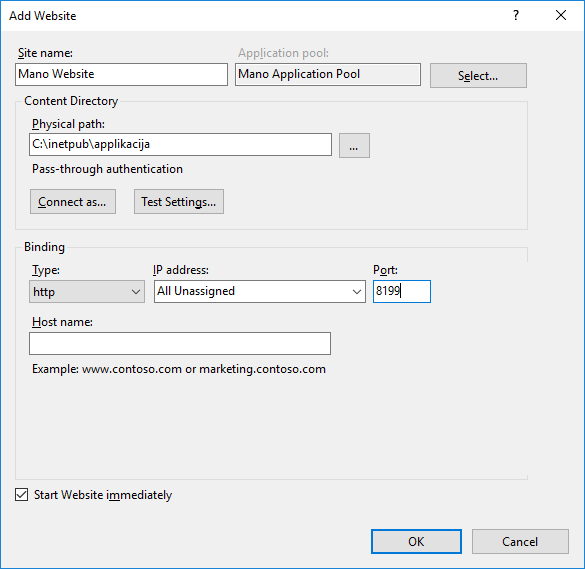 Add Website
?
Site name:
Application pool:
Mano Website
Mano Application Pool
Select...
Content Directory
Physical path:
C:\inetpub\applikacija
...
Pass-through authentication
Connect as...
Test Settings...
Binding
Type:
IP address:
Port:
http
All Unassigned
8199
Host name:
Example: www.contoso.com or marketing.contoso.com
Start Website immediately
OK
Cancel